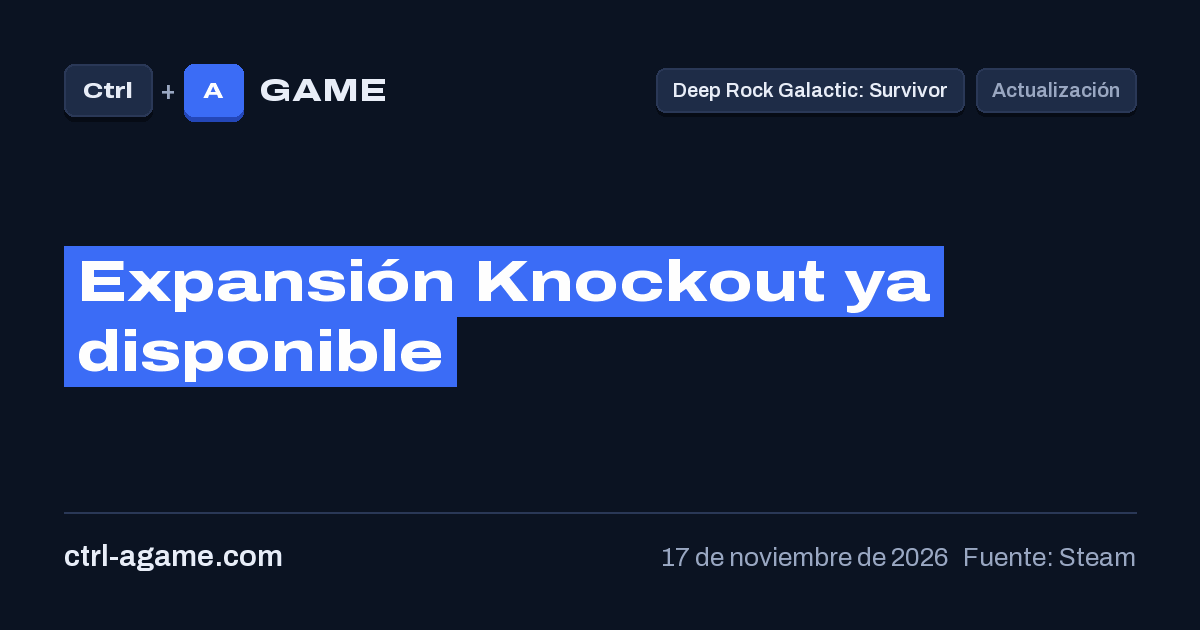 Ctrl + A GAME
Deep Rock Galactic: Survivor
Actualización
Expansión Knockout ya
disponible
ctrl-agame.com
17 de noviembre de 2026 Fuente: Steam